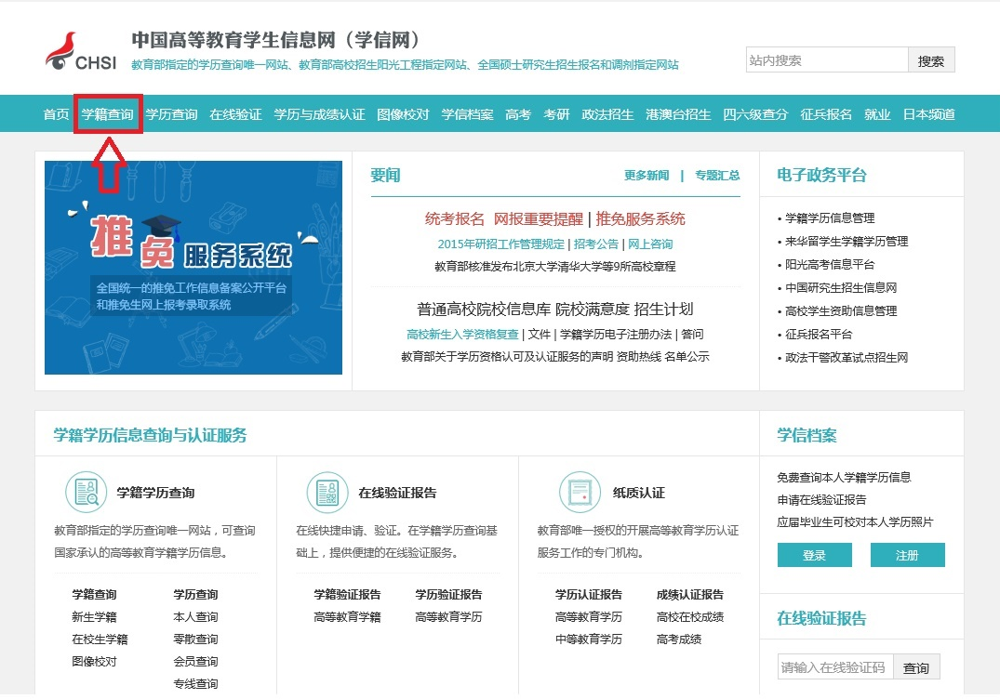 中国高等教育学生信息网（学信网）
CHSI
教育部指定的学历查询唯一网站、教育部高校招生阳光工程指定网站、全国硕士研究生招生报名和调剂指定网站
站内搜索 搜索
首页 学籍查询 学历查询 在线验证 学历与成绩认证 图像校对 学信档案 高考 考研 政法招生 港澳台招生 四六级查分 征兵报名 就业 日本频道
推免服务系统
全国统一的推免工作信息备案公开平台
和推免生网上报考录取系统
要闻 更多新闻 | 专题汇总
统考报名 网报重要提醒 | 推免服务系统
2015年研招工作管理规定 | 招考公告 | 网上咨询
教育部核准发布北京大学清华大学等9所高校章程
普通高校院校信息库 院校满意度 招生计划
高校新生入学资格复查 | 文件 | 学籍学历电子注册办法 | 答问
教育部关于学历资格认可及认证服务的声明 资助热线 名单公示
电子政务平台
• 学籍学历信息管理
• 来华留学生学籍学历管理
• 阳光高考信息平台
• 中国研究生招生信息网
• 高校学生资助信息管理
• 征兵报名平台
• 政法干警改革试点招生网
学籍学历信息查询与认证服务
学籍学历查询
教育部指定的学历查询唯一网站，可查询
国家承认的高等教育学籍学历信息。
学籍查询 学历查询
新生学籍 本人查询
在校生学籍 零散查询
图像校对 会员查询
专线查询
在线验证报告
在线快捷申请、验证。在学籍学历查询基
础上，提供便捷的在线验证服务。
学籍验证报告 学历验证报告
高等教育学籍 高等教育学历
纸质认证
教育部唯一授权的开展高等教育学历认证
服务工作的专门机构。
学历认证报告 成绩认证报告
高等教育学历 高校在校成绩
中等教育学历 高考成绩
学信档案
免费查询本人学籍学历信息
申请在线验证报告
应届毕业生可校对本人学历照片
登录 注册
在线验证报告
请输入在线验证码 查询